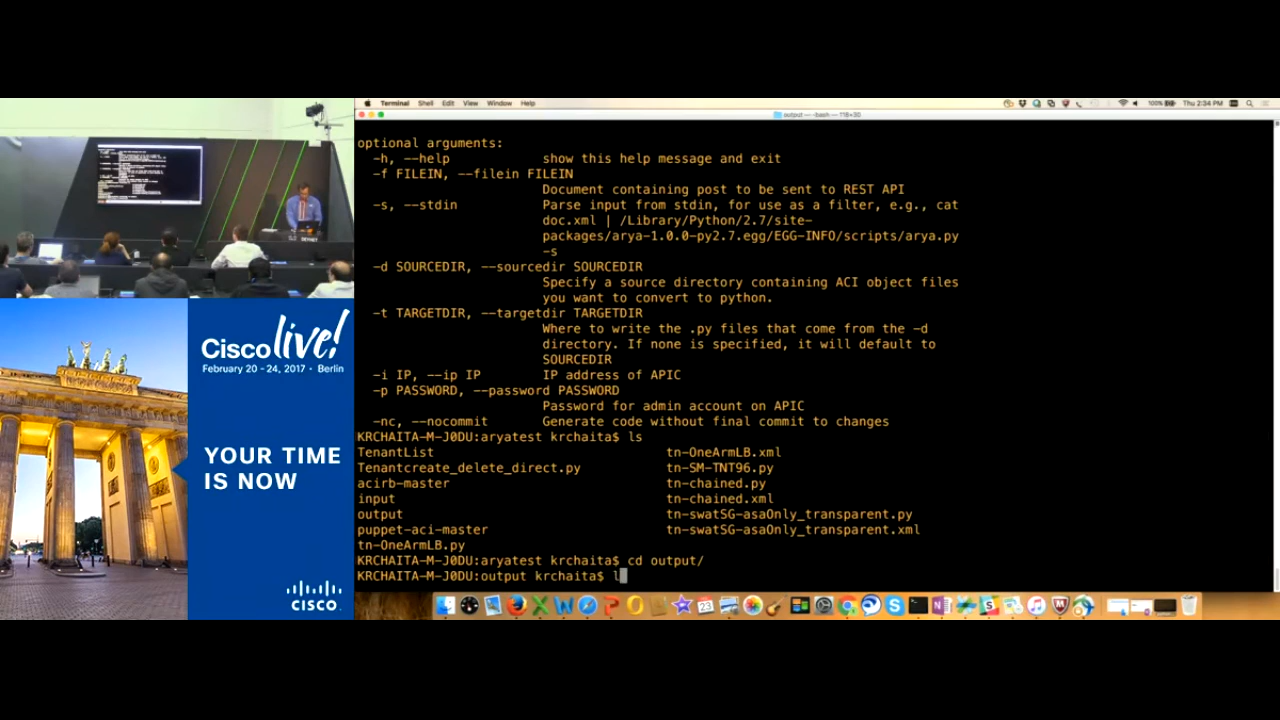 Terminal Shell Edit View Window Help
100% Thu 2:34 PM
output — -bash — 116×30
optional arguments:
-h, --help show this help message and exit
-f FILEIN, --filein FILEIN
Document containing post to be sent to REST API
-s, --stdin Parse input from stdin, for use as a filter, e.g., cat
doc.xml | /Library/Python/2.7/site-
packages/arya-1.0.0-py2.7.egg/EGG-INFO/scripts/arya.py
-s
-d SOURCEDIR, --sourcedir SOURCEDIR
Specify a source directory containing ACI object files
you want to convert to python.
-t TARGETDIR, --targetdir TARGETDIR
Where to write the .py files that come from the -d
directory. If none is specified, it will default to
SOURCEDIR
-i IP, --ip IP IP address of APIC
-p PASSWORD, --password PASSWORD
Password for admin account on APIC
-nc, --nocommit Generate code without final commit to changes
KRCHAITA-M-J0DU:aryatest krchaita$ ls
TenantList tn-OneArmLB.xml
Tenantcreate_delete_direct.py tn-SM-TNT96.py
acirb-master tn-chained.py
input tn-chained.xml
output tn-swatSG-asaOnly_transparent.py
puppet-aci-master tn-swatSG-asaOnly_transparent.xml
tn-OneArmLB.py
KRCHAITA-M-J0DU:aryatest krchaita$ cd output/
KRCHAITA-M-J0DU:output krchaita$ l
Cisco live!
February 20 - 24, 2017 • Berlin
YOUR TIME
IS NOW
CISCO